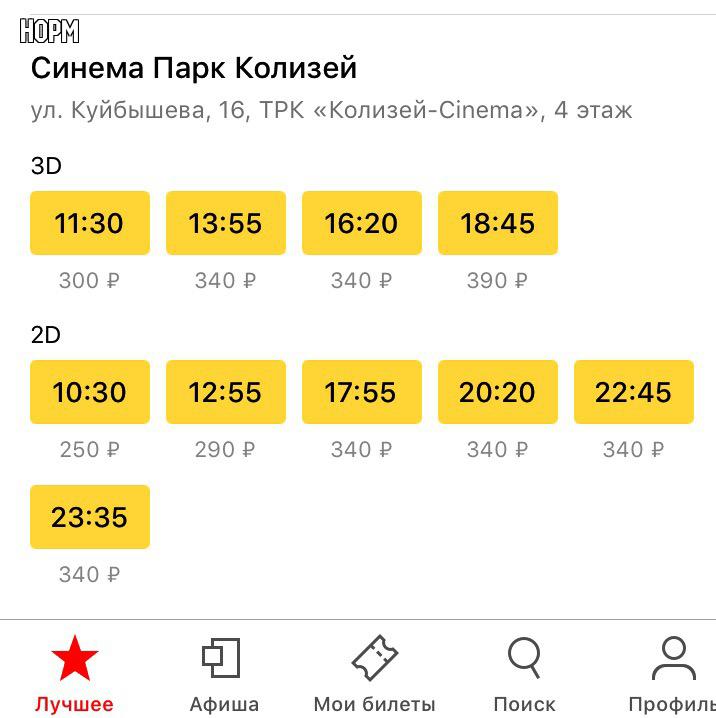 НОРМ
Синема Парк Колизей
ул. Куйбышева, 16, ТРК «Колизей-Cinema», 4 этаж
3D
11:30 13:55 16:20 18:45
300 ₽ 340 ₽ 340 ₽ 390 ₽
2D
10:30 12:55 17:55 20:20 22:45
250 ₽ 290 ₽ 340 ₽ 340 ₽ 340 ₽
23:35
340 ₽
Лучшее Афиша Мои билеты Поиск Профиль